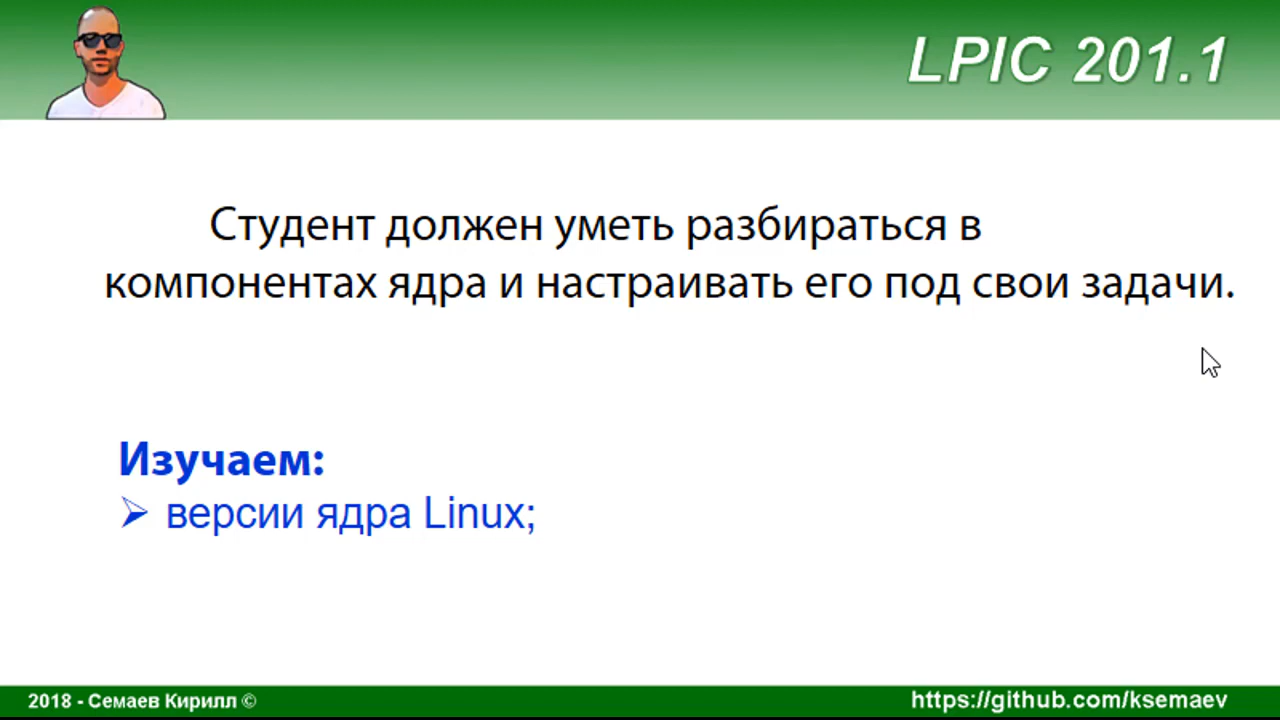 LPIC 201.1
Студент должен уметь разбираться в
компонентах ядра и настраивать его под свои задачи.
Изучаем:
➢ версии ядра Linux;
2018 - Семаев Кирилл ©
https://github.com/ksemaev